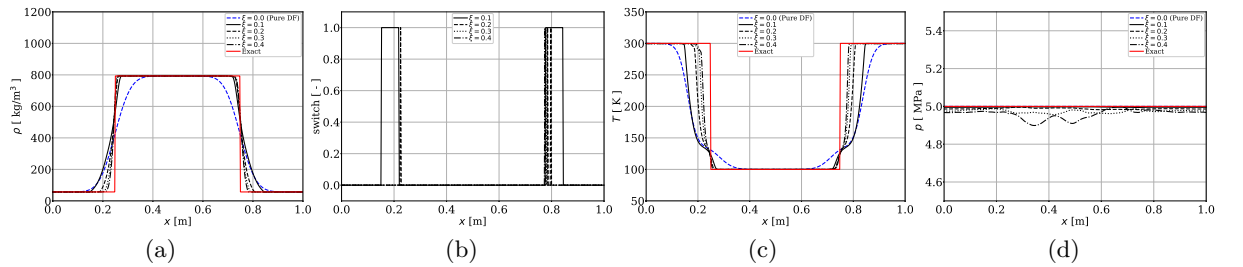 1200
1000
800
600
400
200
0
ρ [ kg/m³ ]
0.0 0.2 0.4 0.6 0.8 1.0
x [m]
ξ = 0.0 (Pure DF)
ξ = 0.1
ξ = 0.2
ξ = 0.3
ξ = 0.4
Exact
(a)
1.0
0.8
0.6
0.4
0.2
0.0
switch [ - ]
0.0 0.2 0.4 0.6 0.8 1.0
x [m]
ξ = 0.1
ξ = 0.2
ξ = 0.3
ξ = 0.4
(b)
350
300
250
200
150
100
50
T [ K ]
0.0 0.2 0.4 0.6 0.8 1.0
x [m]
ξ = 0.0 (Pure DF)
ξ = 0.1
ξ = 0.2
ξ = 0.3
ξ = 0.4
Exact
(c)
5.4
5.2
5.0
4.8
4.6
p [ MPa ]
0.0 0.2 0.4 0.6 0.8 1.0
x [m]
ξ = 0.0 (Pure DF)
ξ = 0.1
ξ = 0.2
ξ = 0.3
ξ = 0.4
Exact
(d)